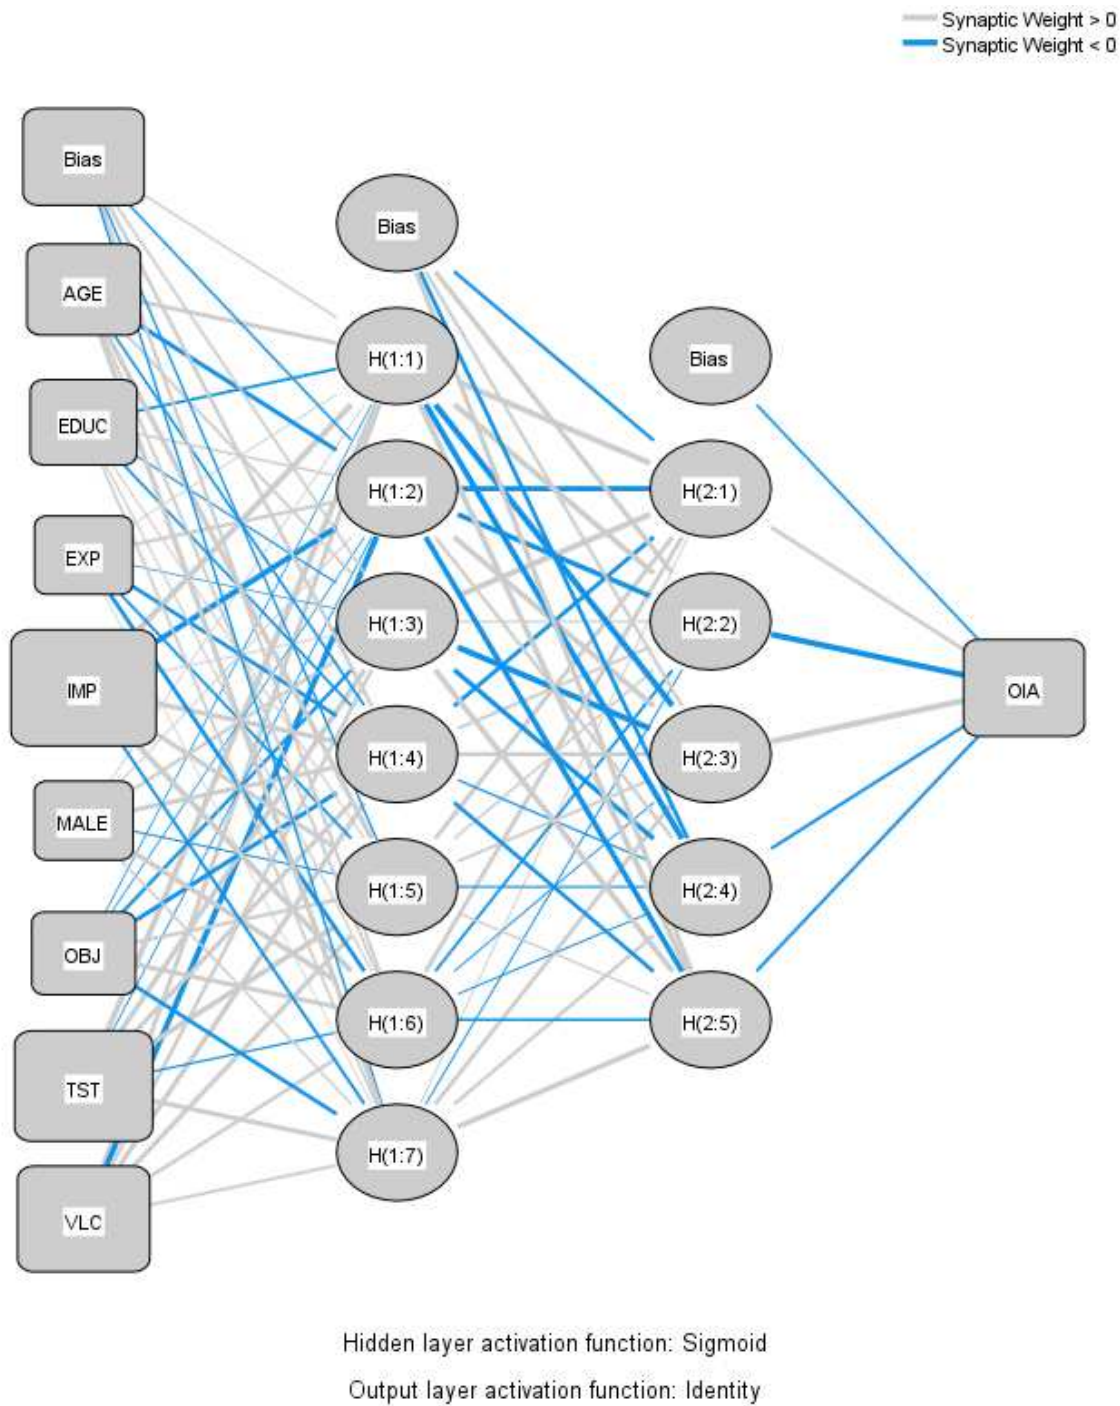 Synaptic Weight > 0
Synaptic Weight < 0
Bias
AGE
EDUC
EXP
IMP
MALE
OBJ
TST
VLC
Bias
H(1:1)
H(1:2)
H(1:3)
H(1:4)
H(1:5)
H(1:6)
H(1:7)
Bias
H(2:1)
H(2:2)
H(2:3)
H(2:4)
H(2:5)
OIA
Hidden layer activation function: Sigmoid
Output layer activation function: Identity